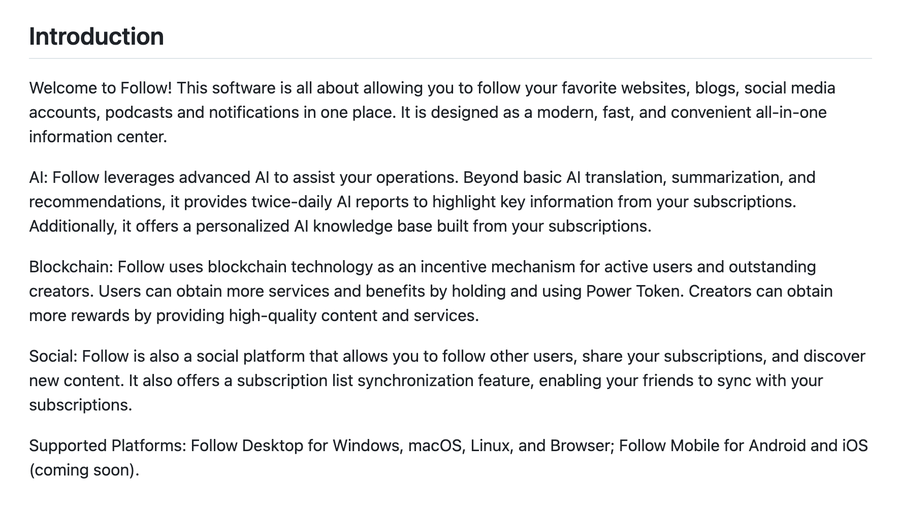 Introduction
Welcome to Follow! This software is all about allowing you to follow your favorite websites, blogs, social media
accounts, podcasts and notifications in one place. It is designed as a modern, fast, and convenient all-in-one
information center.
AI: Follow leverages advanced AI to assist your operations. Beyond basic AI translation, summarization, and
recommendations, it provides twice-daily AI reports to highlight key information from your subscriptions.
Additionally, it offers a personalized AI knowledge base built from your subscriptions.
Blockchain: Follow uses blockchain technology as an incentive mechanism for active users and outstanding
creators. Users can obtain more services and benefits by holding and using Power Token. Creators can obtain
more rewards by providing high-quality content and services.
Social: Follow is also a social platform that allows you to follow other users, share your subscriptions, and discover
new content. It also offers a subscription list synchronization feature, enabling your friends to sync with your
subscriptions.
Supported Platforms: Follow Desktop for Windows, macOS, Linux, and Browser; Follow Mobile for Android and iOS
(coming soon).